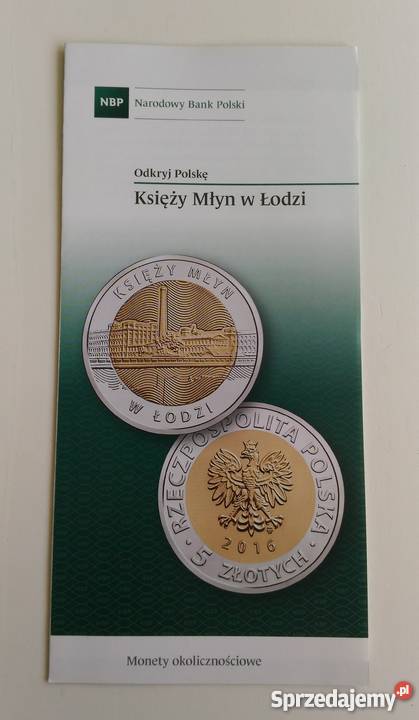 NBP
Narodowy Bank Polski
Odkryj Polskę
Księży Młyn w Łodzi
KSIĘŻY MŁYN
W ŁODZI
RZECZPOSPOLITA POLSKA
2016
5 ZŁOTYCH
Monety okolicznościowe
Sprzedajemy.pl